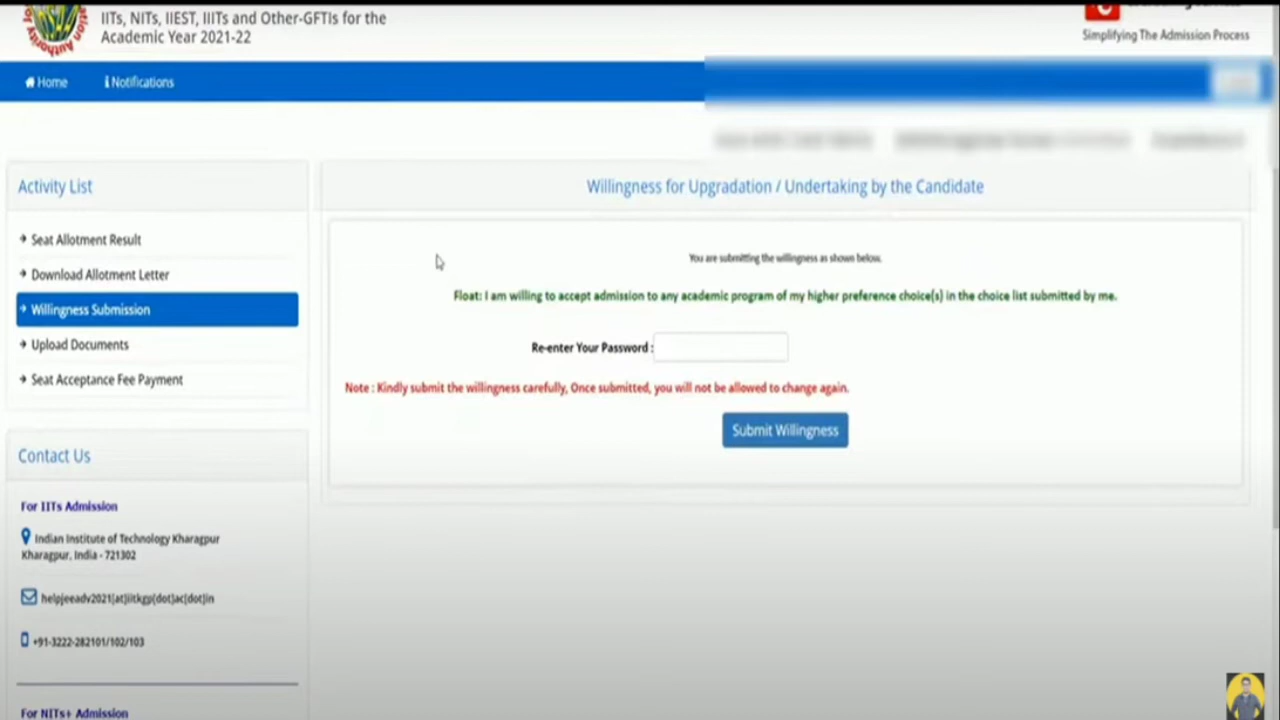 IITs, NITs, IIEST, IIITs and Other-GFTIs for the
Academic Year 2021-22
Simplifying The Admission Process
Home
Notifications
Activity List
Seat Allotment Result
Download Allotment Letter
Willingness Submission
Upload Documents
Seat Acceptance Fee Payment
Willingness for Upgradation / Undertaking by the Candidate
You are submitting the willingness as shown below.
Float: I am willing to accept admission to any academic program of my higher preference choice(s) in the choice list submitted by me.
Re-enter Your Password :
Note : Kindly submit the willingness carefully, Once submitted, you will not be allowed to change again.
Submit Willingness
Contact Us
For IITs Admission
Indian Institute of Technology Kharagpur
Kharagpur, India - 721302
helpjeeadv2021[at]iitkgp[dot]ac[dot]in
+91-3222-282101/102/103
For NITs+ Admission